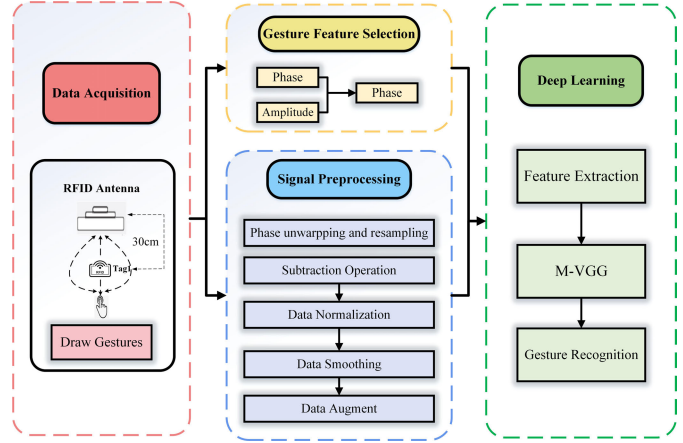 Data Acquisition
RFID Antenna
30cm
Tag1
RFID
Draw Gestures
Gesture Feature Selection
Phase
Amplitude
Phase
Signal Preprocessing
Phase unwarpping and resampling
Subtraction Operation
Data Normalization
Data Smoothing
Data Augment
Deep Learning
Feature Extraction
M-VGG
Gesture Recognition